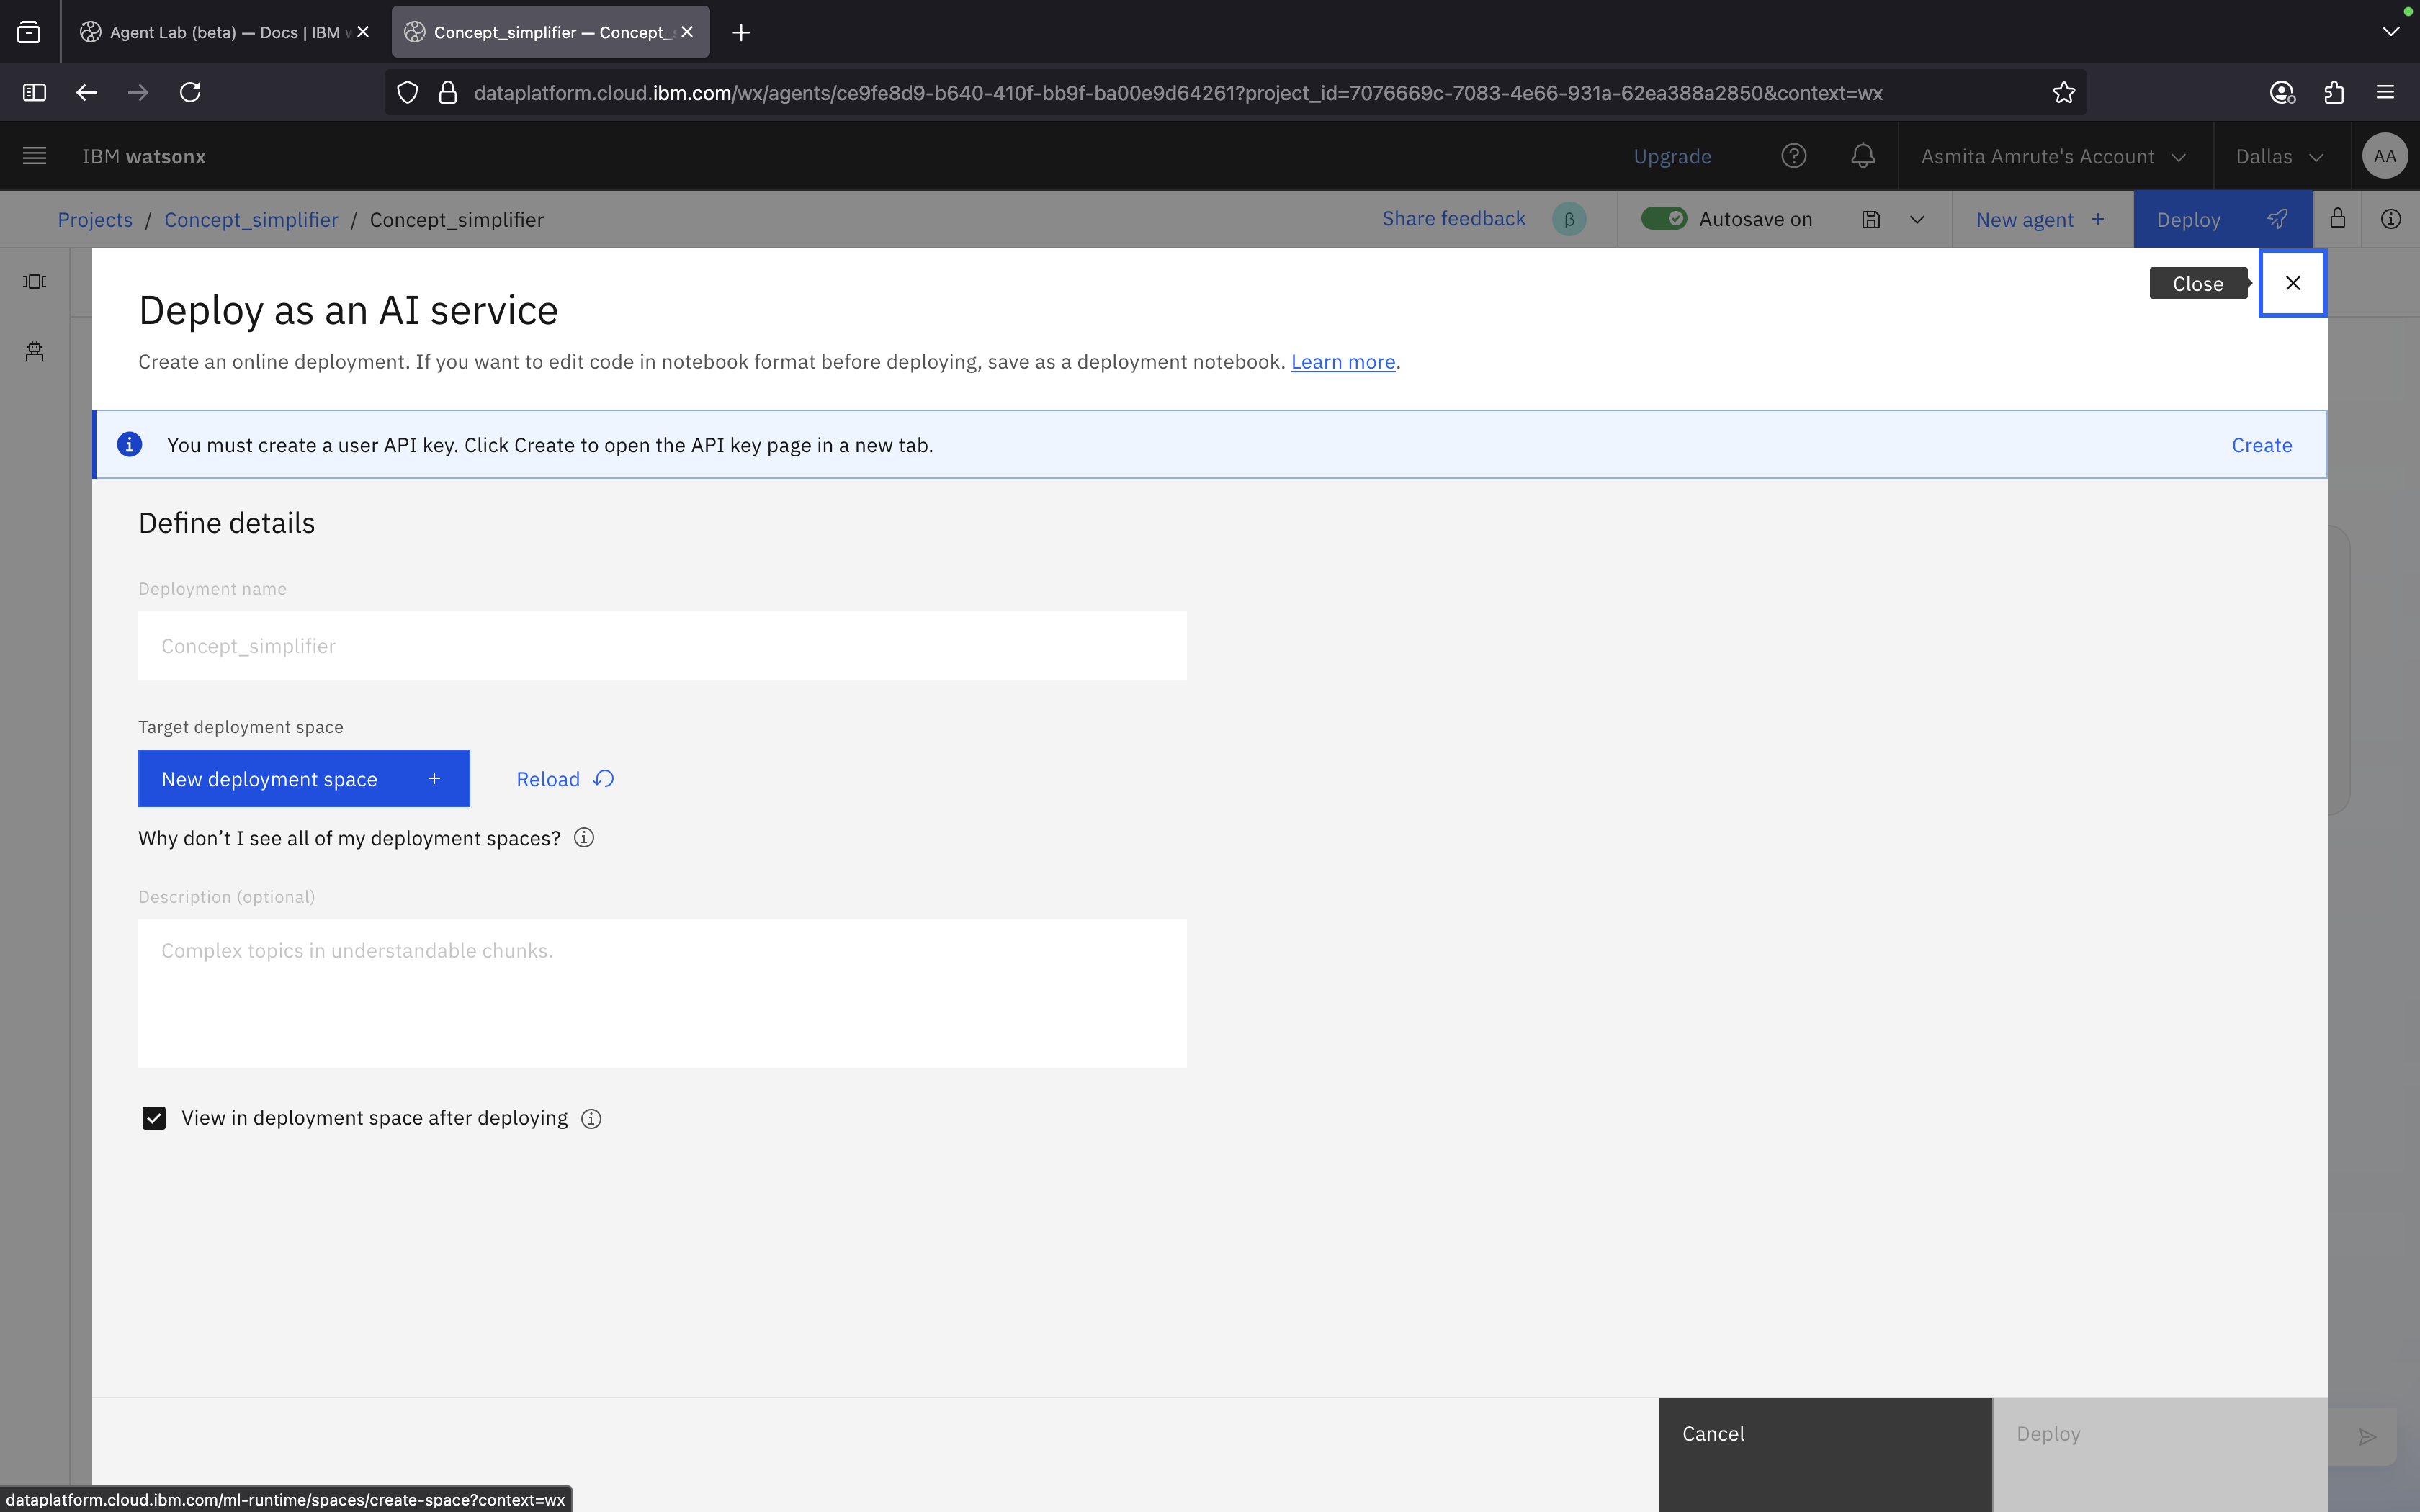 Agent Lab (beta) — Docs | IBM
Concept_simplifier — Concept_
dataplatform.cloud.ibm.com/wx/agents/ce9fe8d9-b640-410f-bb9f-ba00e9d64261?project_id=7076669c-7083-4e66-931a-62ea388a2850&context=wx
IBM watsonx
Upgrade
Asmita Amrute's Account
Dallas
AA
Projects / Concept_simplifier / Concept_simplifier
Share feedback
β
Autosave on
New agent +
Deploy
Close
Deploy as an AI service
Create an online deployment. If you want to edit code in notebook format before deploying, save as a deployment notebook. Learn more.
You must create a user API key. Click Create to open the API key page in a new tab.
Create
Define details
Deployment name
Concept_simplifier
Target deployment space
New deployment space +
Reload
Why don’t I see all of my deployment spaces?
Description (optional)
Complex topics in understandable chunks.
View in deployment space after deploying
Cancel
Deploy
dataplatform.cloud.ibm.com/ml-runtime/spaces/create-space?context=wx